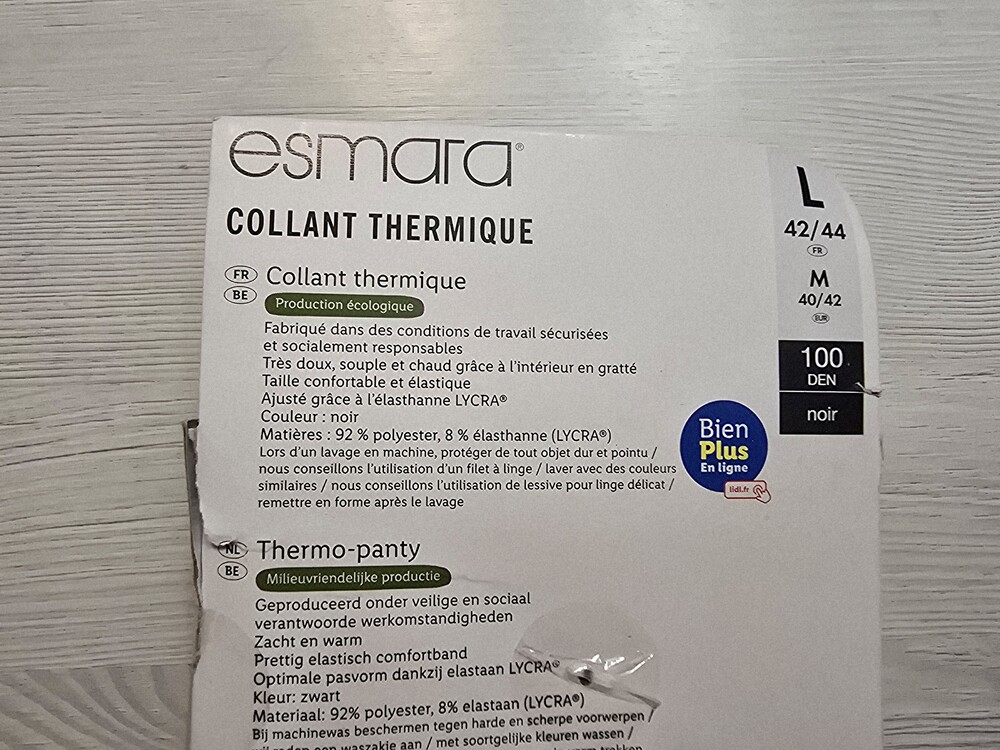 esmara®
COLLANT THERMIQUE
FR Collant thermique
BE
Production écologique
Fabriqué dans des conditions de travail sécurisées
et socialement responsables
Très doux, souple et chaud grâce à l'intérieur en gratté
Taille confortable et élastique
Ajusté grâce à l'élasthanne LYCRA®
Couleur : noir
Matières : 92 % polyester, 8 % élasthanne (LYCRA®)
Lors d'un lavage en machine, protéger de tout objet dur et pointu /
nous conseillons l'utilisation d'un filet à linge / laver avec des couleurs
similaires / nous conseillons l'utilisation de lessive pour linge délicat /
remettre en forme après le lavage
NL Thermo-panty
BE
Milieuvriendelijke productie
Geproduceerd onder veilige en sociaal
verantwoorde werkomstandigheden
Zacht en warm
Prettig elastisch comfortband
Optimale pasvorm dankzij elastaan LYCRA®
Kleur: zwart
Materiaal: 92% polyester, 8% elastaan (LYCRA®)
Bij machinewas beschermen tegen harde en scherpe voorwerpen /
een waszakje aan / met soortgelijke kleuren wassen /
L
42/44
FR
M
40/42
EUR
100
DEN
noir
Bien
Plus
En ligne
lidl.fr